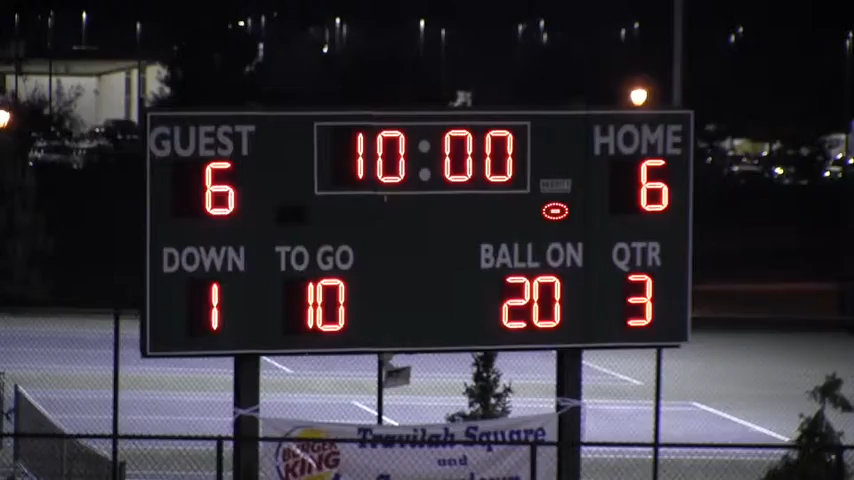 GUEST 10:00 HOME
6 6
DOWN TO GO BALL ON QTR
1 10 20 3
BURGER
KING
Travilah Square
and